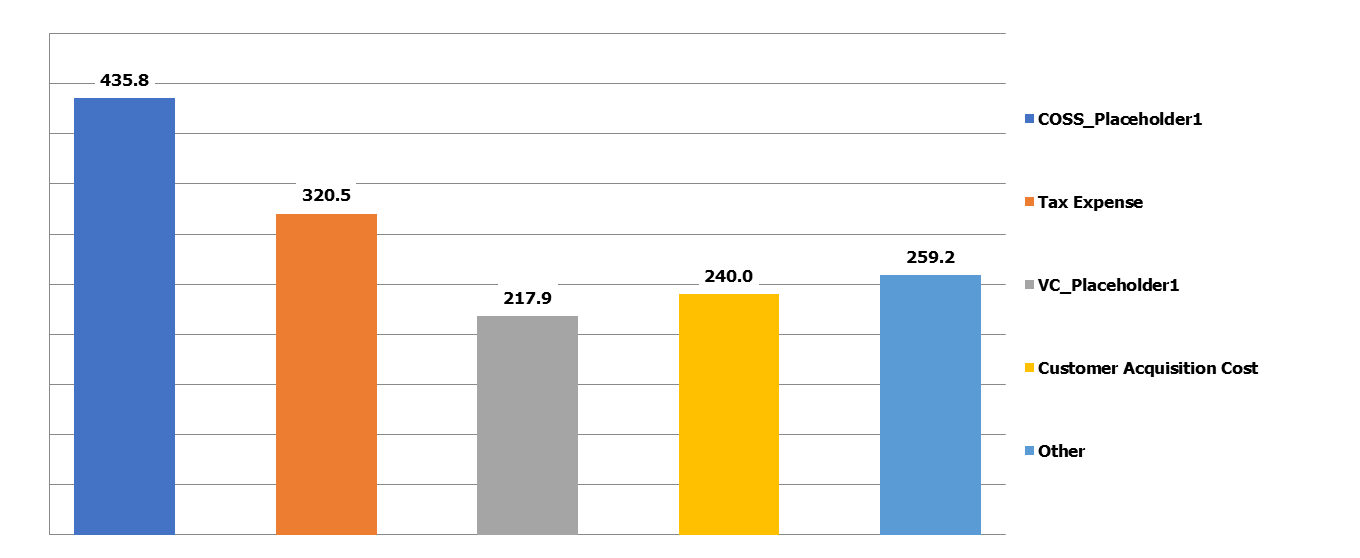 435.8
320.5
217.9
240.0
259.2
COSS_Placeholder1
Tax Expense
VC_Placeholder1
Customer Acquisition Cost
Other